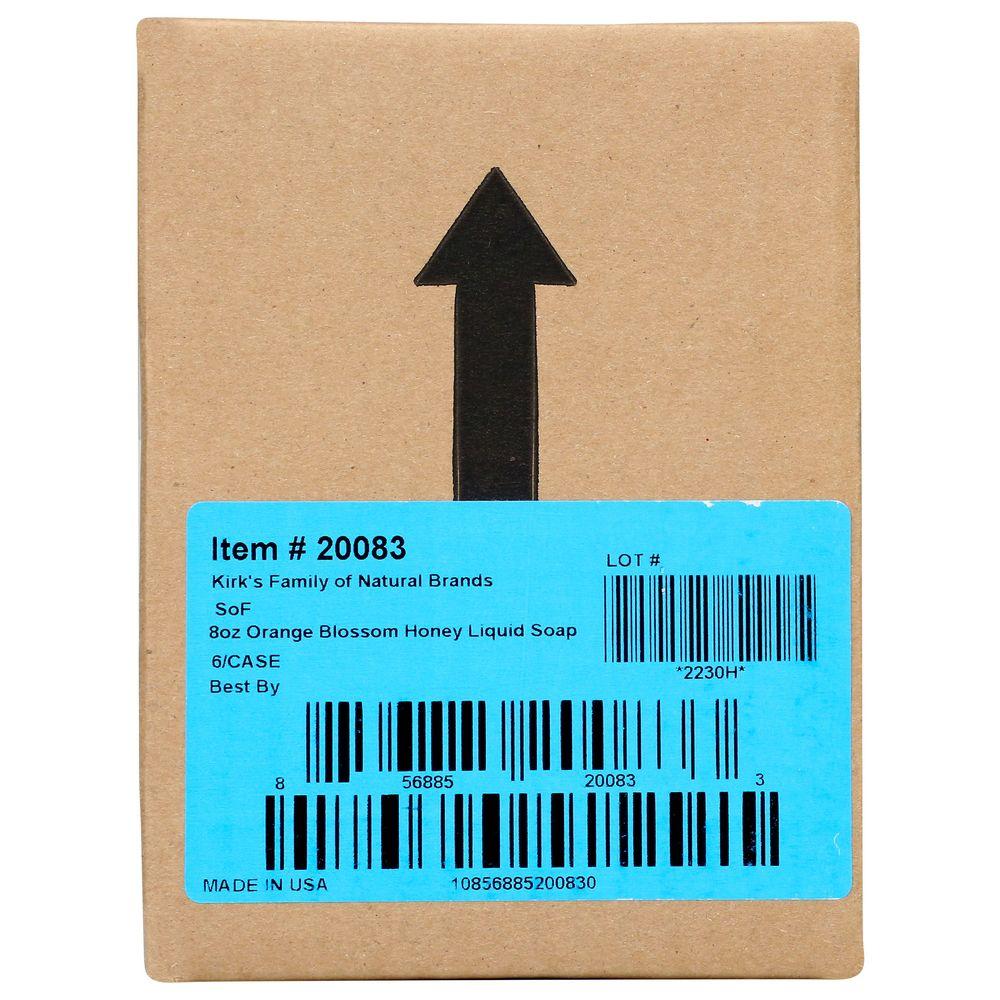 Item # 20083
Kirk's Family of Natural Brands
SoF
8oz Orange Blossom Honey Liquid Soap
6/CASE
Best By
LOT #
*2230H*
8 56885 20083 3
MADE IN USA
10856885200830